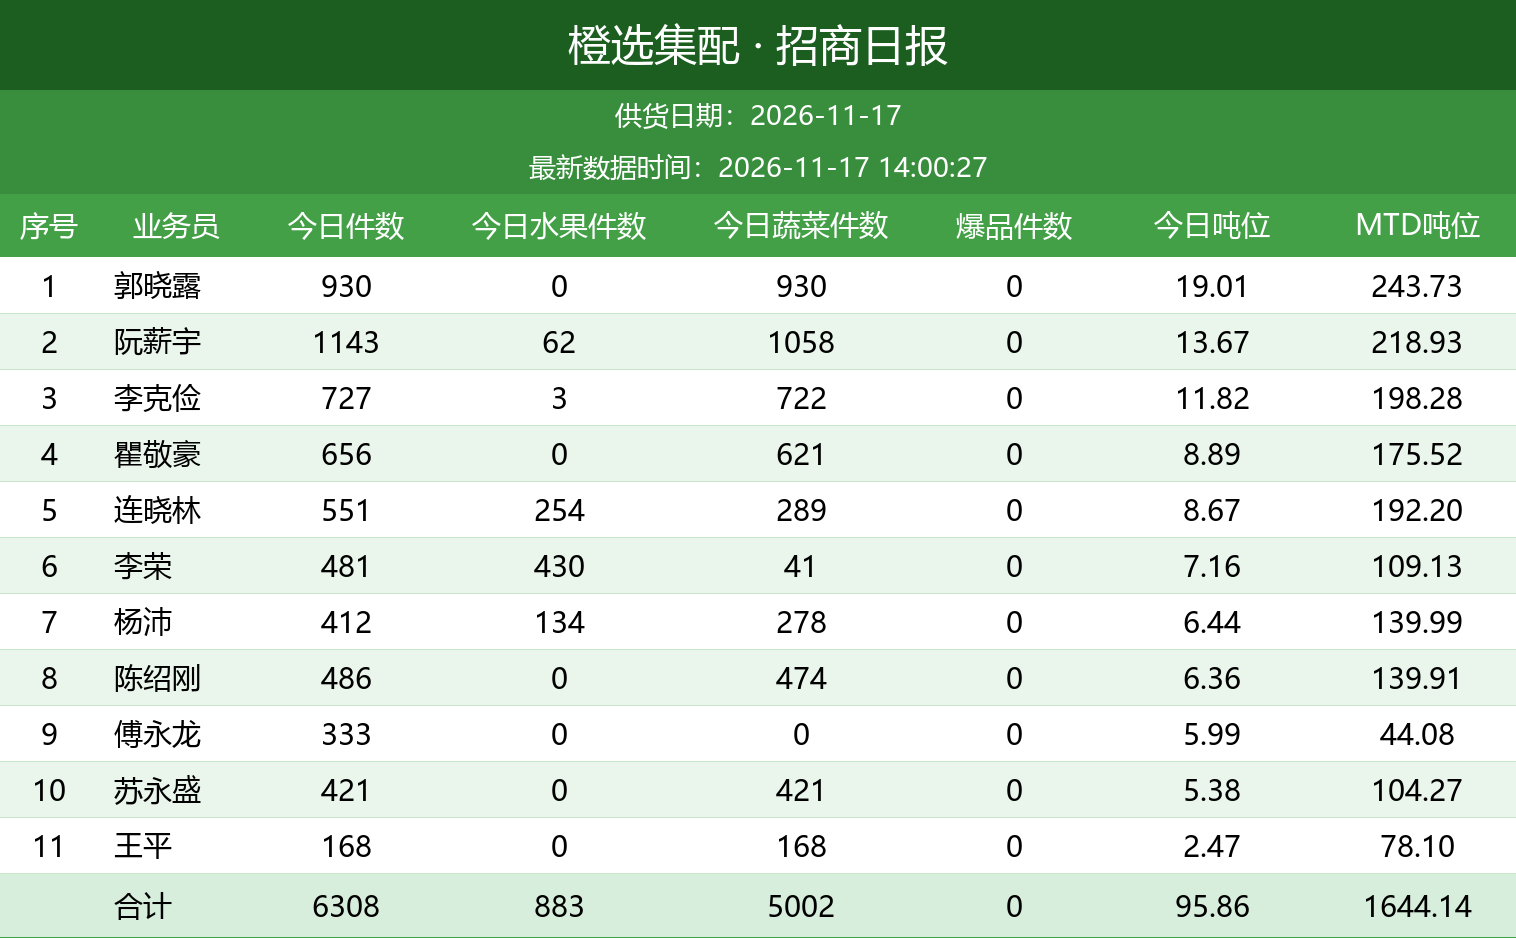 橙选集配 · 招商日报
供货日期：2026-11-17
最新数据时间：2026-11-17 14:00:27
序号 业务员 今日件数 今日水果件数 今日蔬菜件数 爆品件数 今日吨位 MTD吨位
1 郭晓露 930 0 930 0 19.01 243.73
2 阮薪宇 1143 62 1058 0 13.67 218.93
3 李克俭 727 3 722 0 11.82 198.28
4 瞿敬豪 656 0 621 0 8.89 175.52
5 连晓林 551 254 289 0 8.67 192.20
6 李荣 481 430 41 0 7.16 109.13
7 杨沛 412 134 278 0 6.44 139.99
8 陈绍刚 486 0 474 0 6.36 139.91
9 傅永龙 333 0 0 0 5.99 44.08
10 苏永盛 421 0 421 0 5.38 104.27
11 王平 168 0 168 0 2.47 78.10
合计 6308 883 5002 0 95.86 1644.14